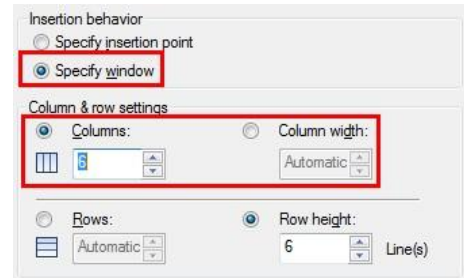 Insertion behavior
Specify insertion point
Specify window
Column & row settings
Columns: Column width:
6 Automatic
Rows: Row height:
Automatic 6 Line(s)